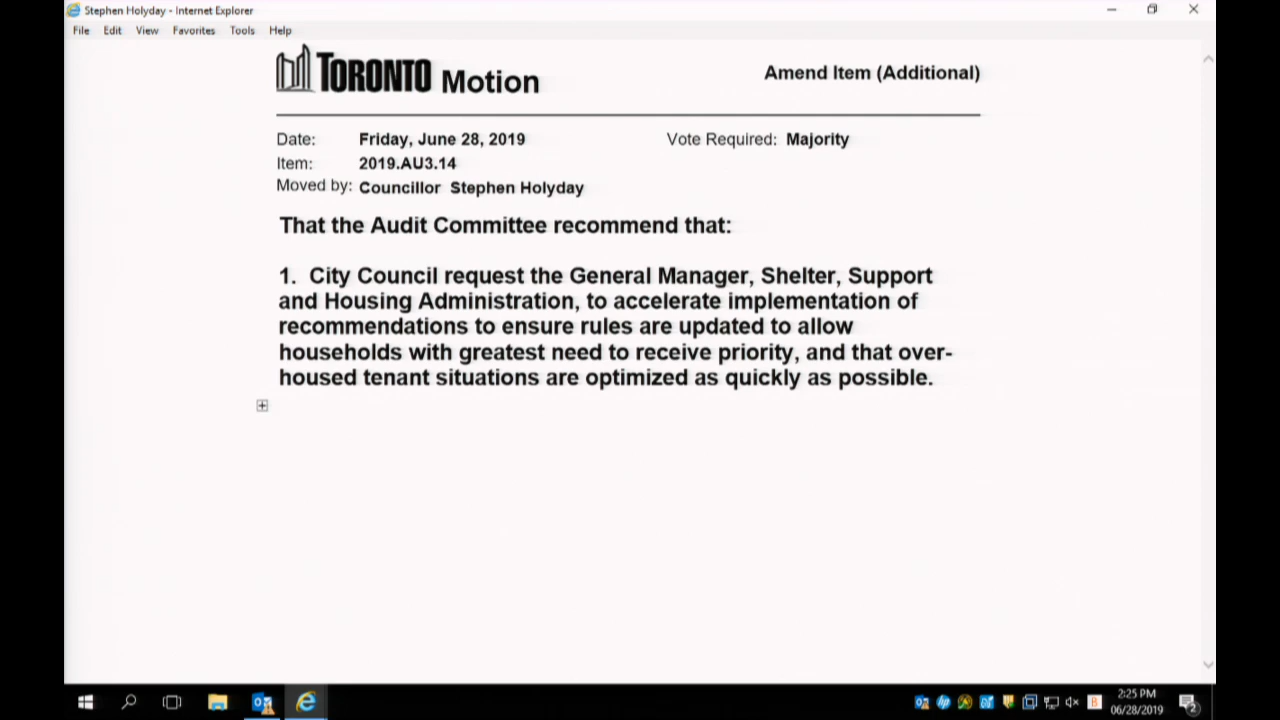 Stephen Holyday - Internet Explorer
File Edit View Favorites Tools Help
TORONTO Motion
Amend Item (Additional)
Date: Friday, June 28, 2019 Vote Required: Majority
Item: 2019.AU3.14
Moved by: Councillor Stephen Holyday
That the Audit Committee recommend that:
1. City Council request the General Manager, Shelter, Support
and Housing Administration, to accelerate implementation of
recommendations to ensure rules are updated to allow
households with greatest need to receive priority, and that over-
housed tenant situations are optimized as quickly as possible.
2:25 PM
06/28/2019
2